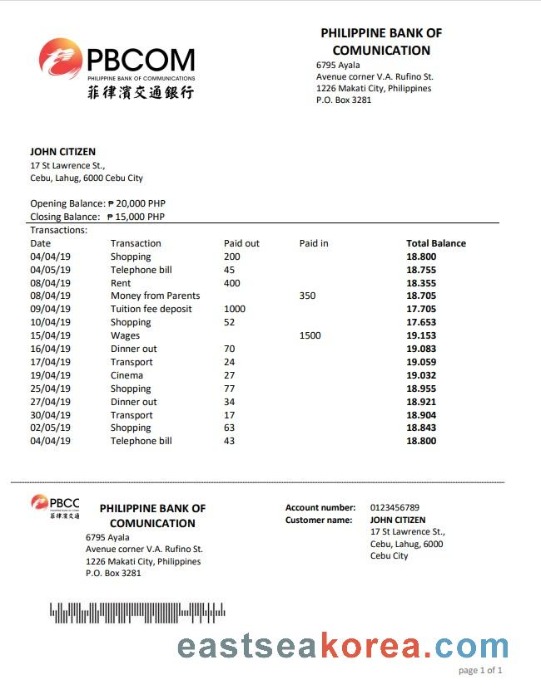 PBCOM
PHILIPPINE BANK OF COMMUNICATIONS
菲律濱交通銀行
PHILIPPINE BANK OF
COMUNICATION
6795 Ayala
Avenue corner V.A. Rufino St.
1226 Makati City, Philippines
P.O. Box 3281
JOHN CITIZEN
17 St Lawrence St.,
Cebu, Lahug, 6000 Cebu City
Opening Balance: ₱ 20,000 PHP
Closing Balance: ₱ 15,000 PHP
Transactions:
Date Transaction Paid out Paid in Total Balance
04/04/19 Shopping 200 18.800
04/05/19 Telephone bill 45 18.755
08/04/19 Rent 400 18.355
08/04/19 Money from Parents 350 18.705
09/04/19 Tuition fee deposit 1000 17.705
10/04/19 Shopping 52 17.653
15/04/19 Wages 1500 19.153
16/04/19 Dinner out 70 19.083
17/04/19 Transport 24 19.059
19/04/19 Cinema 27 19.032
25/04/19 Shopping 77 18.955
27/04/19 Dinner out 34 18.921
30/04/19 Transport 17 18.904
02/05/19 Shopping 63 18.843
04/04/19 Telephone bill 43 18.800
PBCC
菲律濱交通
PHILIPPINE BANK OF
COMUNICATION
6795 Ayala
Avenue corner V.A. Rufino St.
1226 Makati City, Philippines
P.O. Box 3281
Account number: 0123456789
Customer name: JOHN CITIZEN
17 St Lawrence St.,
Cebu, Lahug, 6000
Cebu City
eastseakorea.com
page 1 of 1